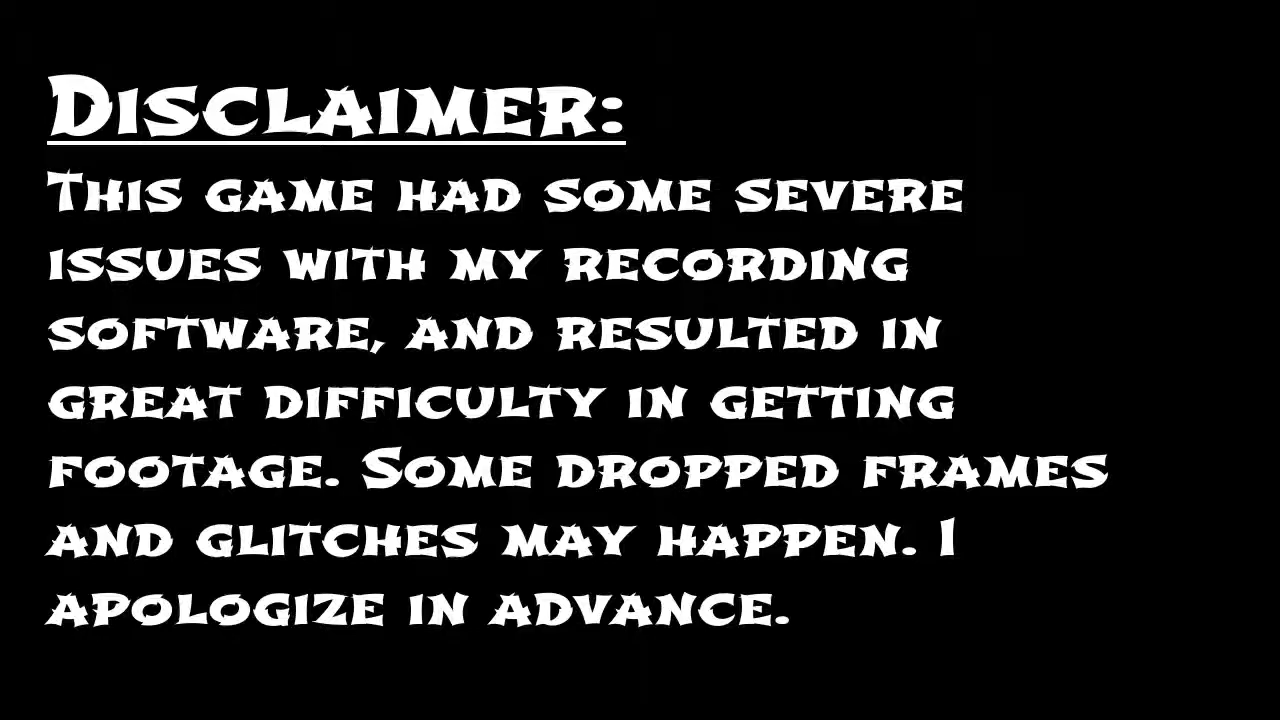 Disclaimer:
This game had some severe
issues with my recording
software, and resulted in
great difficulty in getting
footage. Some dropped frames
and glitches may happen. I
apologize in advance.